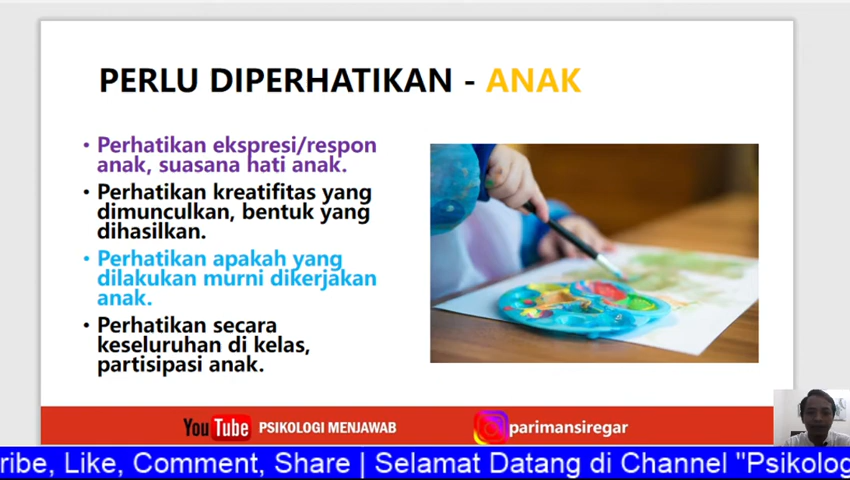 PERLU DIPERHATIKAN - ANAK
• Perhatikan ekspresi/respon
anak, suasana hati anak.
• Perhatikan kreatifitas yang
dimunculkan, bentuk yang
dihasilkan.
• Perhatikan apakah yang
dilakukan murni dikerjakan
anak.
• Perhatikan secara
keseluruhan di kelas,
partisipasi anak.
YouTube PSIKOLOGI MENJAWAB
parimansiregar
ribe, Like, Comment, Share | Selamat Datang di Channel "Psikolog